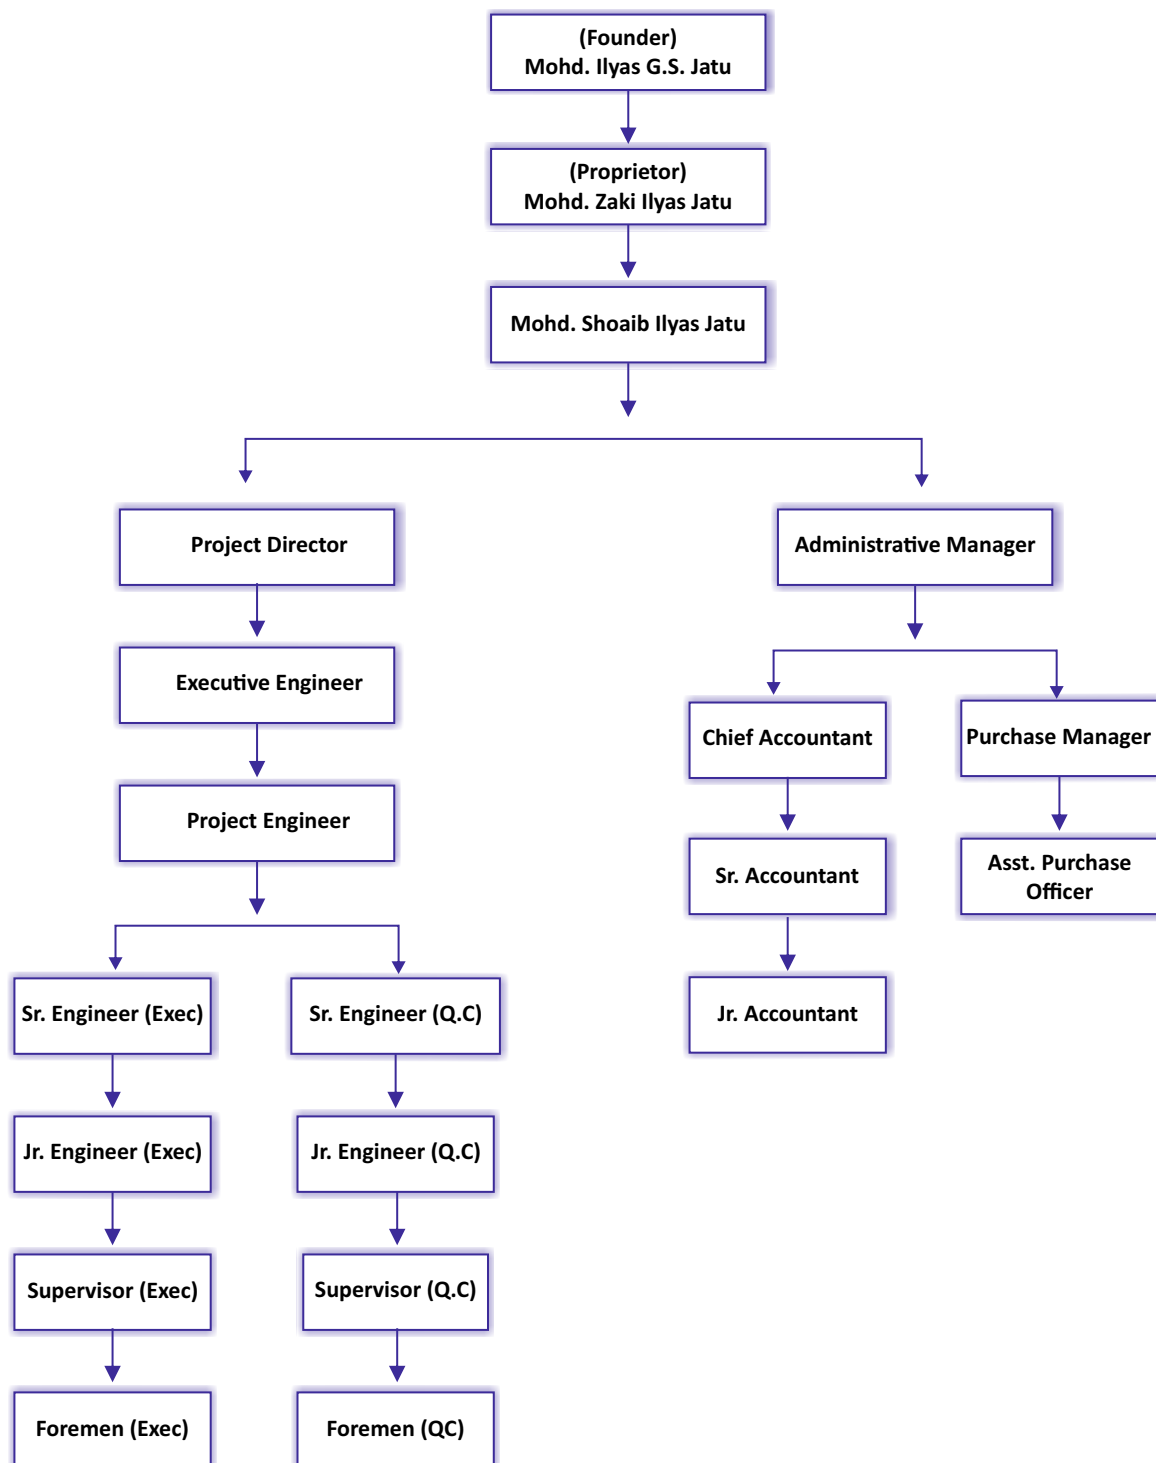 (Founder)
Mohd. Ilyas G.S. Jatu
(Proprietor)
Mohd. Zaki Ilyas Jatu
Mohd. Shoaib Ilyas Jatu
Project Director
Administrative Manager
Executive Engineer
Chief Accountant
Purchase Manager
Project Engineer
Sr. Accountant
Asst. Purchase
Officer
Sr. Engineer (Exec)
Sr. Engineer (Q.C)
Jr. Accountant
Jr. Engineer (Exec)
Jr. Engineer (Q.C)
Supervisor (Exec)
Supervisor (Q.C)
Foremen (Exec)
Foremen (QC)